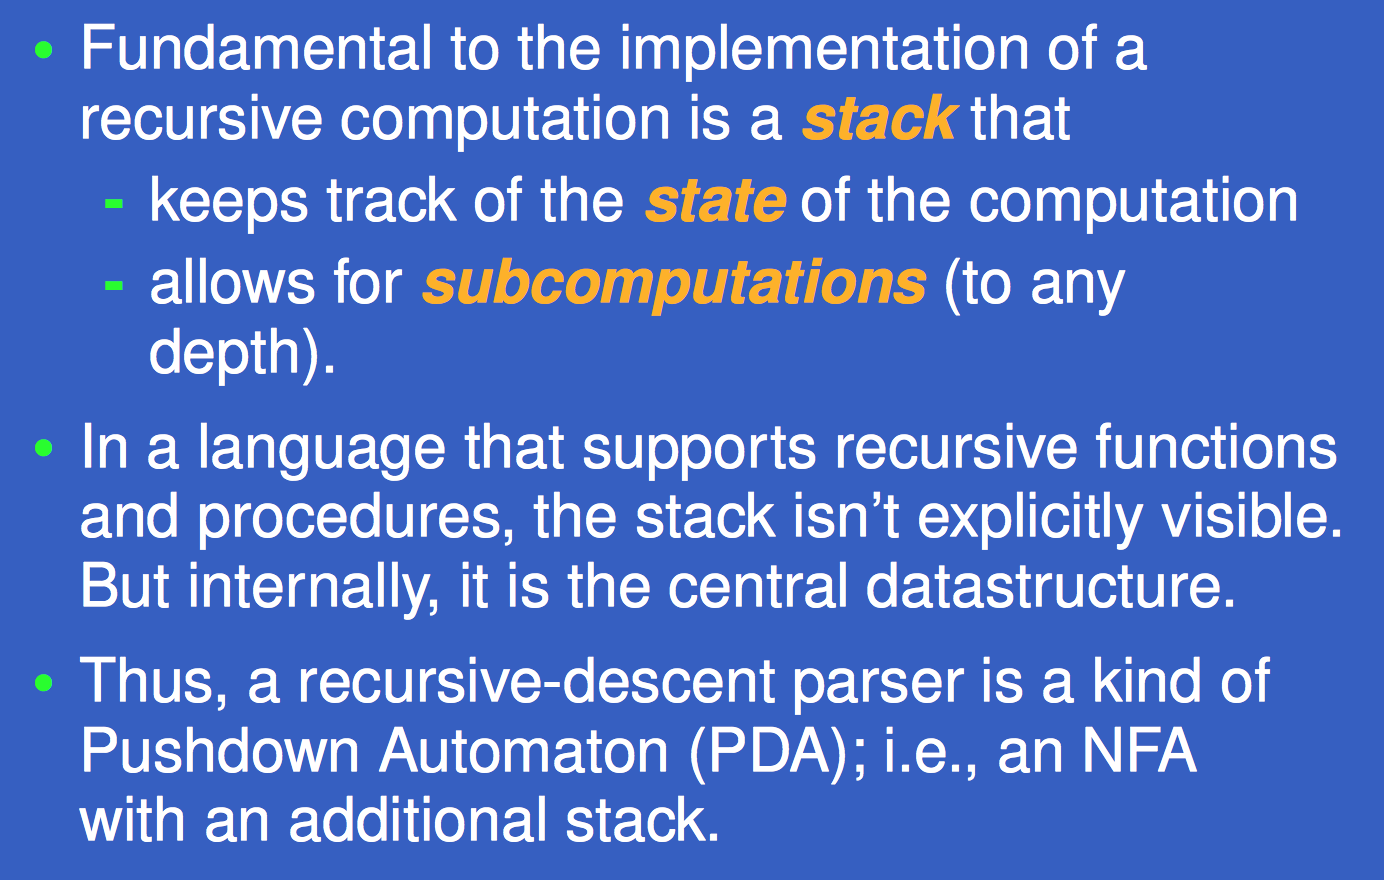 • Fundamental to the implementation of a
recursive computation is a stack that
- keeps track of the state of the computation
- allows for subcomputations (to any
depth).
• In a language that supports recursive functions
and procedures, the stack isn’t explicitly visible.
But internally, it is the central datastructure.
• Thus, a recursive-descent parser is a kind of
Pushdown Automaton (PDA); i.e., an NFA
with an additional stack.